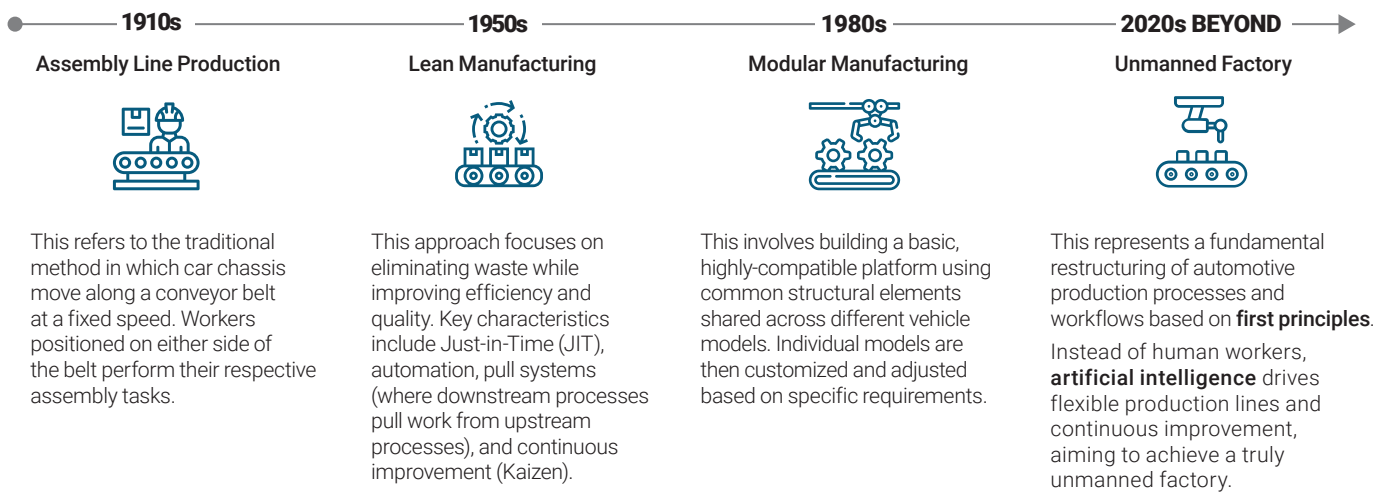 1910s
Assembly Line Production
This refers to the traditional
method in which car chassis
move along a conveyor belt
at a fixed speed. Workers
positioned on either side of
the belt perform their respective
assembly tasks.
1950s
Lean Manufacturing
This approach focuses on
eliminating waste while
improving efficiency and
quality. Key characteristics
include Just-in-Time (JIT),
automation, pull systems
(where downstream processes
pull work from upstream
processes), and continuous
improvement (Kaizen).
1980s
Modular Manufacturing
This involves building a basic,
highly-compatible platform using
common structural elements
shared across different vehicle
models. Individual models are
then customized and adjusted
based on specific requirements.
2020s BEYOND
Unmanned Factory
This represents a fundamental
restructuring of automotive
production processes and
workflows based on first principles.
Instead of human workers,
artificial intelligence drives
flexible production lines and
continuous improvement,
aiming to achieve a truly
unmanned factory.